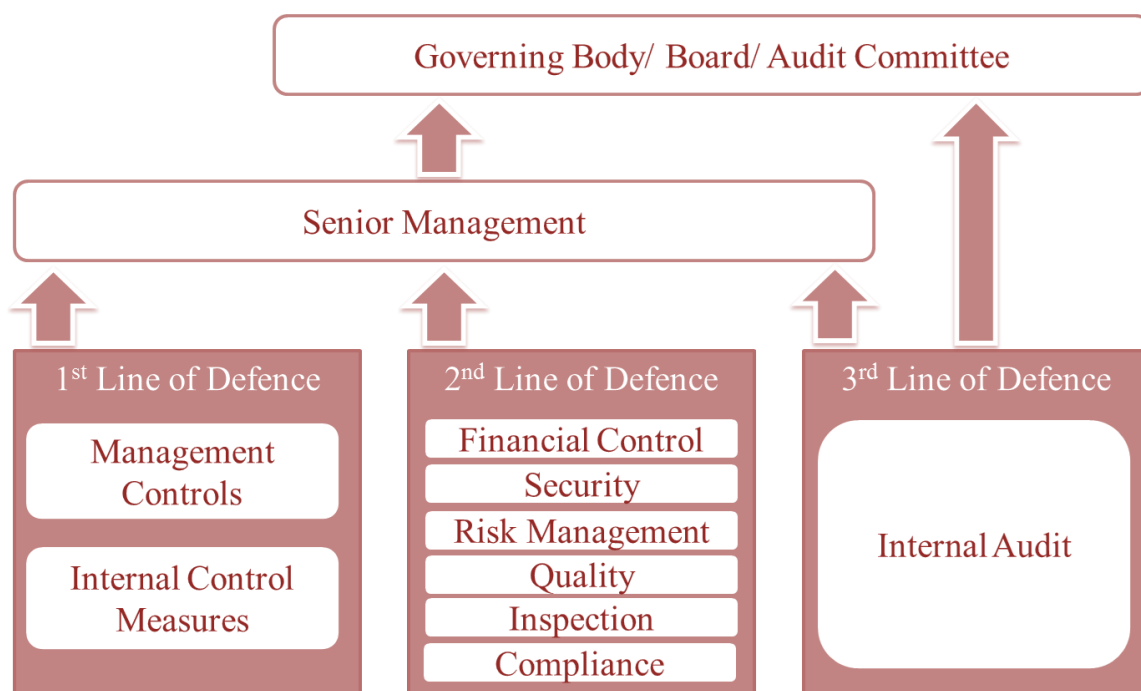 Governing Body/ Board/ Audit Committee
Senior Management
1st Line of Defence
Management
Controls
Internal Control
Measures
2nd Line of Defence
Financial Control
Security
Risk Management
Quality
Inspection
Compliance
3rd Line of Defence
Internal Audit